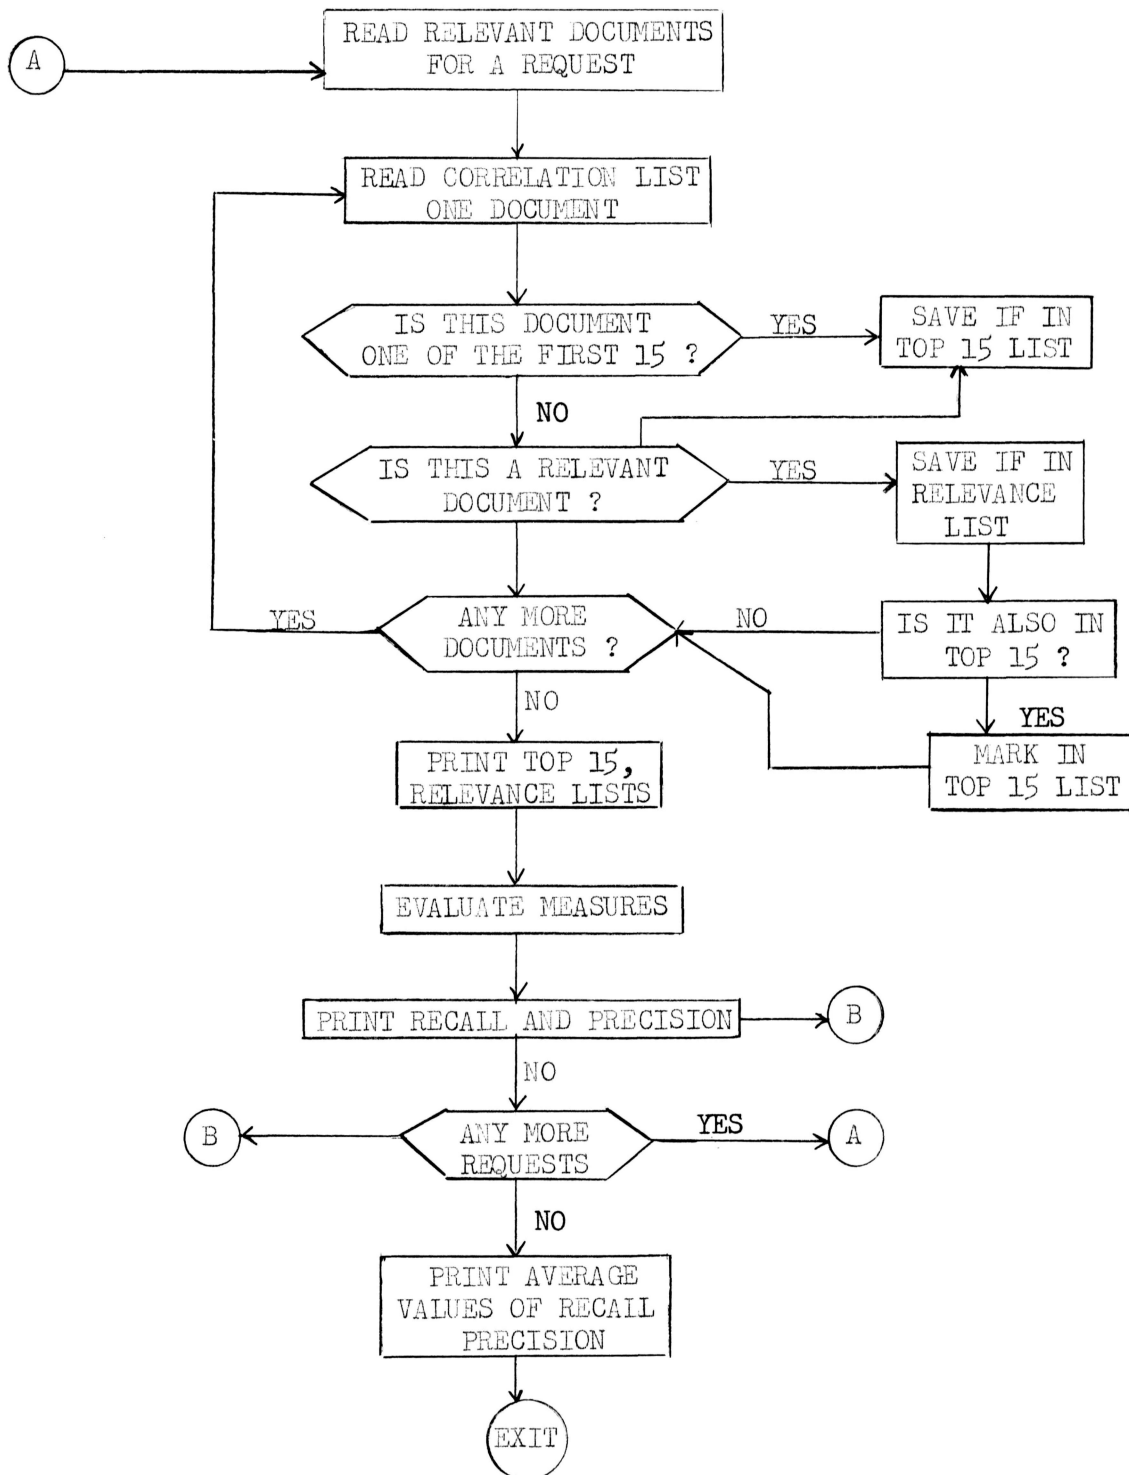 READ RELEVANT DOCUMENTS
FOR A REQUEST
A
READ CORRELATION LIST
ONE DOCUMENT
IS THIS DOCUMENT
ONE OF THE FIRST 15 ?
YES
SAVE IF IN
TOP 15 LIST
NO
IS THIS A RELEVANT
DOCUMENT ?
YES
SAVE IF IN
RELEVANCE
LIST
YES
ANY MORE
DOCUMENTS ?
NO
IS IT ALSO IN
TOP 15 ?
NO
YES
PRINT TOP 15,
RELEVANCE LISTS
MARK IN
TOP 15 LIST
EVALUATE MEASURES
PRINT RECALL AND PRECISION
B
NO
B
ANY MORE
REQUESTS
YES
A
NO
PRINT AVERAGE
VALUES OF RECAIL
PRECISION
EXIT